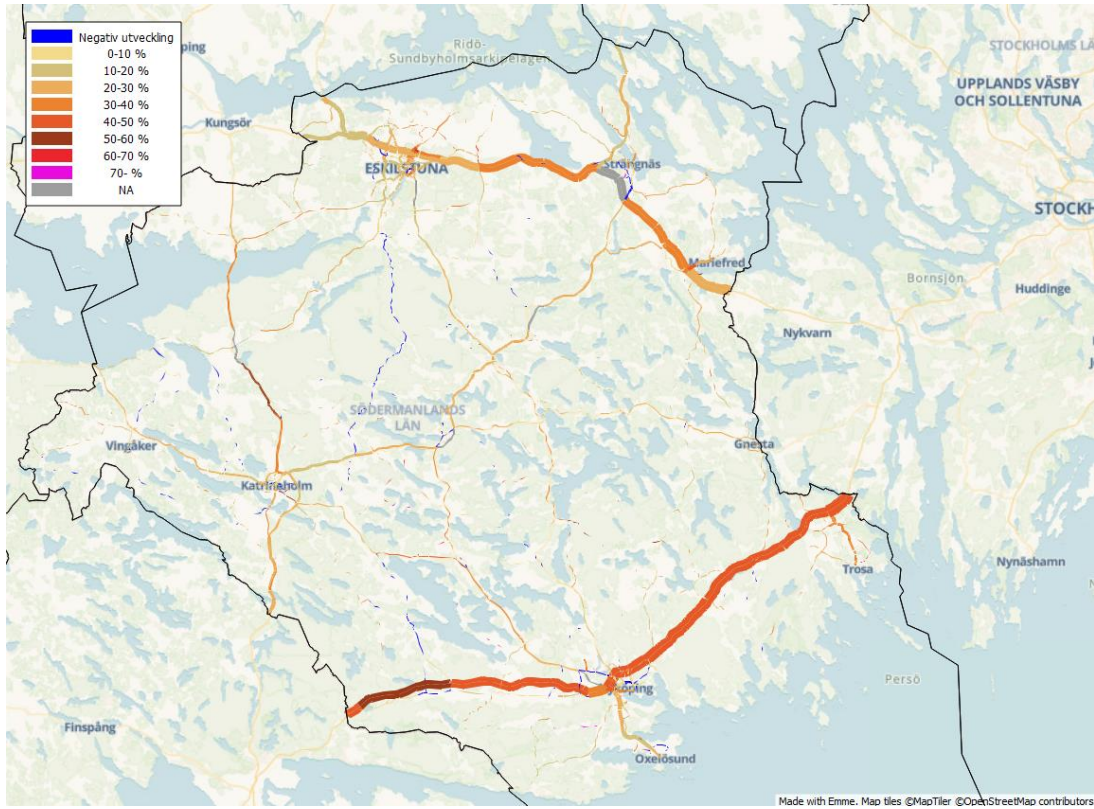 Negativ utveckling
0-10 %
10-20 %
20-30 %
30-40 %
40-50 %
50-60 %
60-70 %
70- %
NA
Ridö-
Sundbyholmsarkipelagen
STOCKHOLMS LÄ
UPPLANDS VÄSBY
OCH SOLLENTUNA
Kungsör
ESKILSTUNA
Strängnäs
STOCKH
Mariefred
Bornsjön
Huddinge
Nykvarn
SÖDERMANLANDS
LÄN
Vingåker
Gnesta
Katrineholm
Trosa
Nynäshamn
Persö
Finspång
Oxelösund
Made with Emme. Map tiles ©MapTiler ©OpenStreetMap contributors